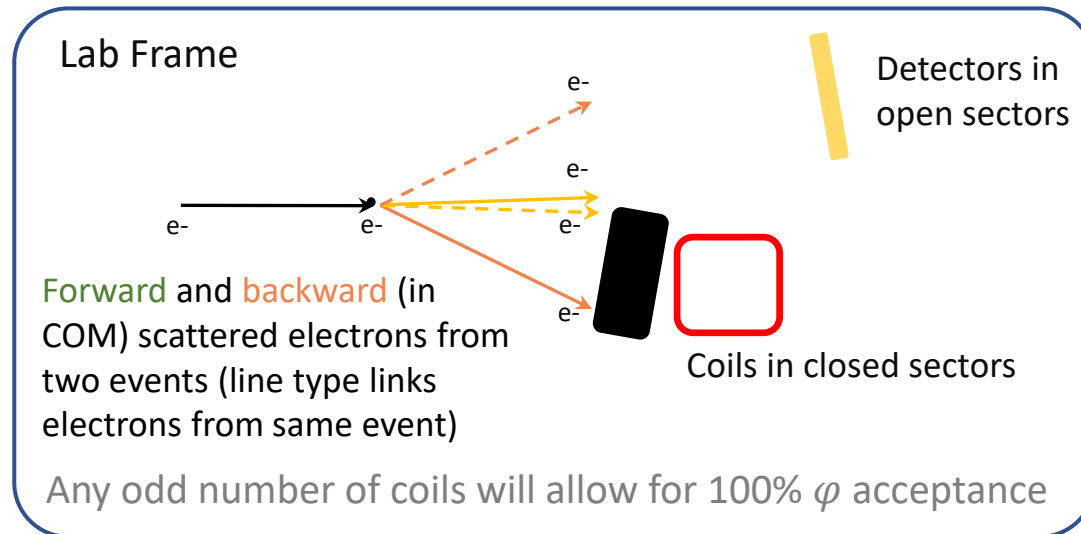 Lab Frame
e-
Detectors in
open sectors
e-
e-
e-
e-
Forward and backward (in
COM) scattered electrons from
two events (line type links
electrons from same event)
e-
Coils in closed sectors
Any odd number of coils will allow for 100% φ acceptance